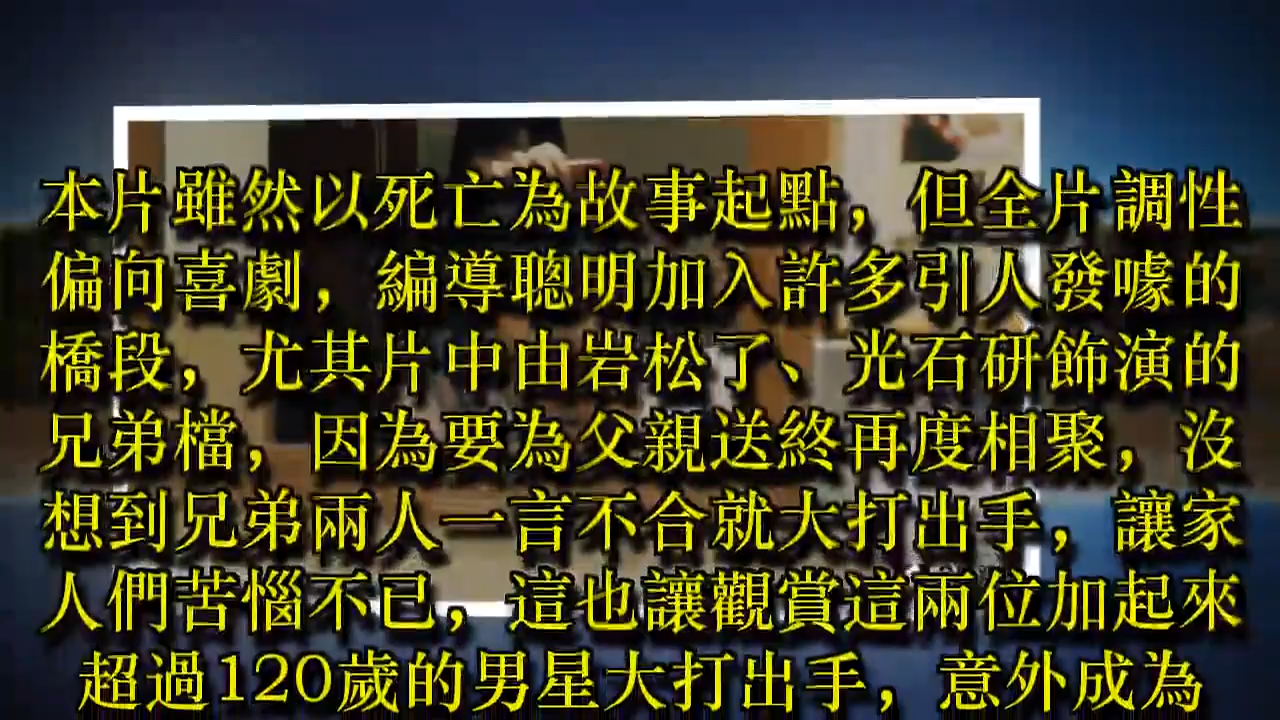 本片雖然以死亡為故事起點，但全片調性
偏向喜劇，編導聰明加入許多引人發噱的
橋段，尤其片中由岩松了、光石研飾演的
兄弟檔，因為要為父親送終再度相聚，沒
想到兄弟兩人一言不合就大打出手，讓家
人們苦惱不已，這也讓觀賞這兩位加起來
超過120歲的男星大打出手，意外成為